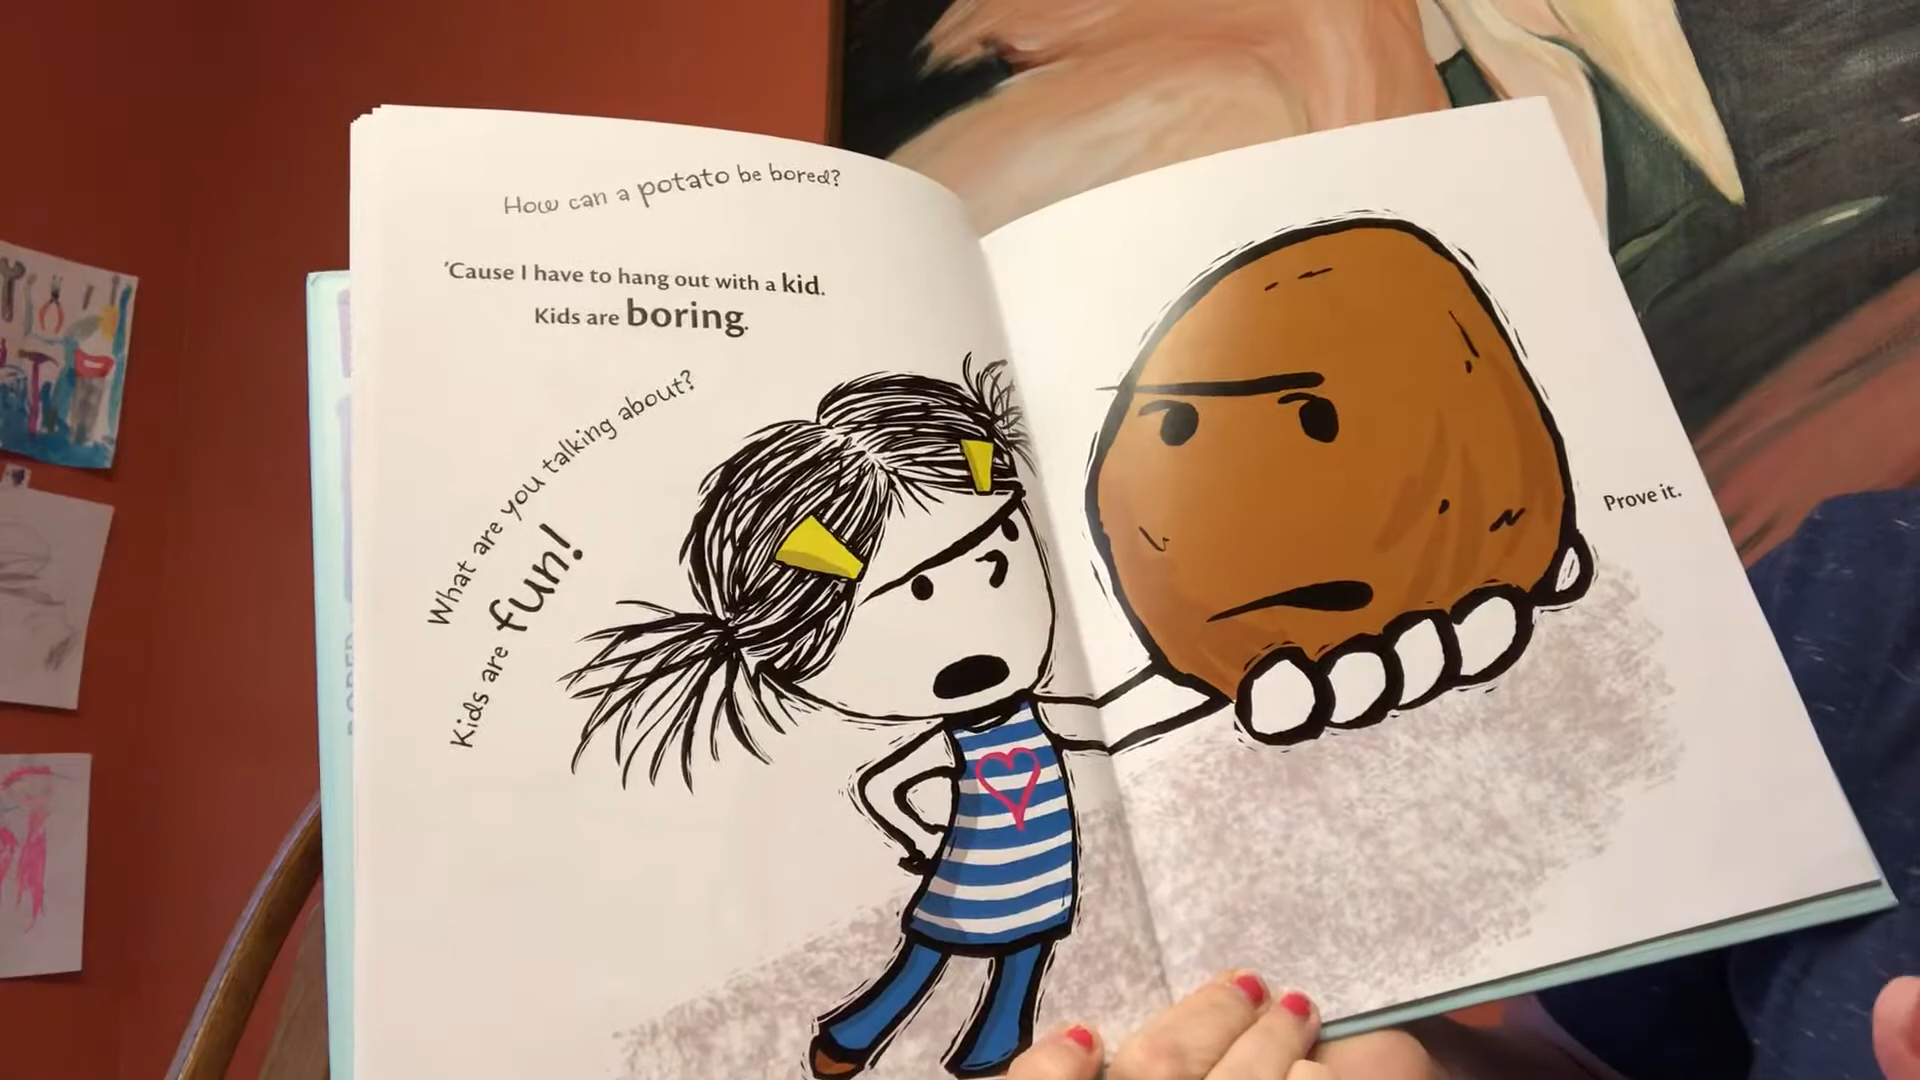 How can a potato be bored?
'Cause I have to hang out with a kid.
Kids are boring.
What are you talking about?
Kids are fun!
Prove it.